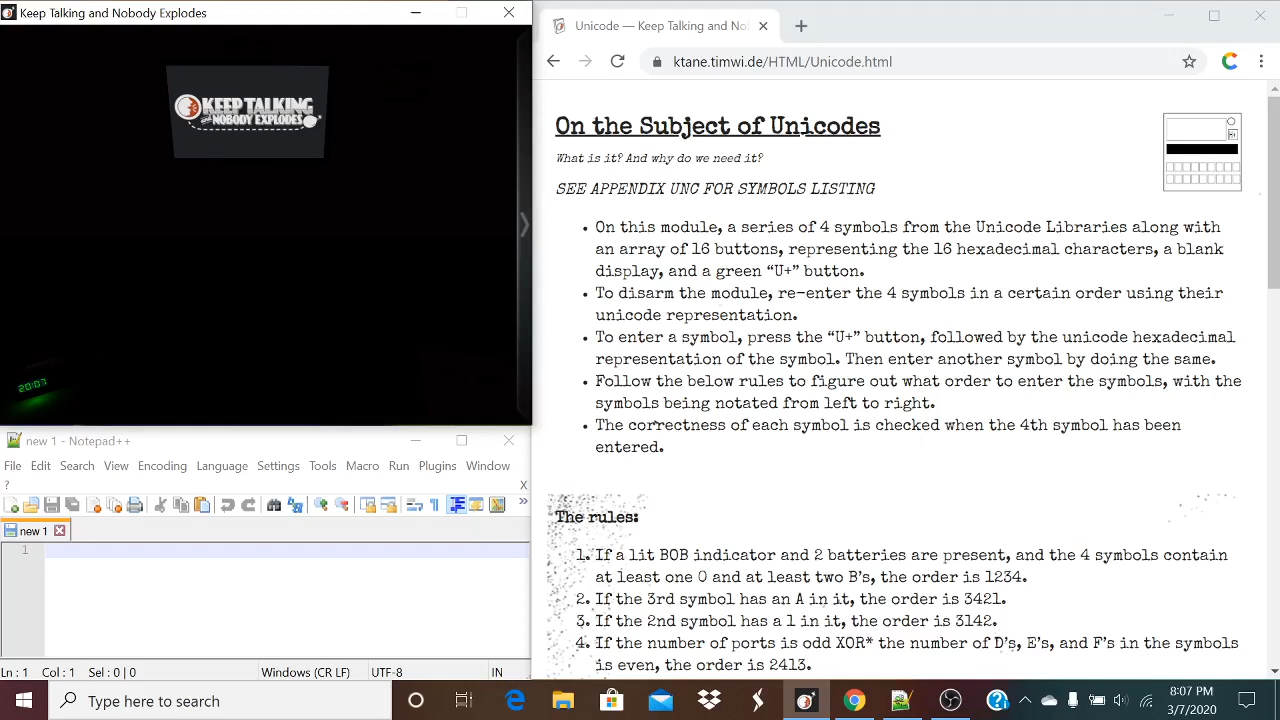 Keep Talking and Nobody Explodes
KEEP TALKING
and NOBODY EXPLODES
20:07
new 1 - Notepad++
File Edit Search View Encoding Language Settings Tools Macro Run Plugins Window
? X
new 1
1
Ln : 1 Col : 1 Sel : 0 | 0 Windows (CR LF) UTF-8 IN
Unicode — Keep Talking and No
ktane.timwi.de/HTML/Unicode.html
On the Subject of Unicodes
What is it? And why do we need it?
SEE APPENDIX UNC FOR SYMBOLS LISTING
• On this module, a series of 4 symbols from the Unicode Libraries along with
an array of 16 buttons, representing the 16 hexadecimal characters, a blank
display, and a green “U+” button.
• To disarm the module, re-enter the 4 symbols in a certain order using their
unicode representation.
• To enter a symbol, press the “U+” button, followed by the unicode hexadecimal
representation of the symbol. Then enter another symbol by doing the same.
• Follow the below rules to figure out what order to enter the symbols, with the
symbols being notated from left to right.
• The correctness of each symbol is checked when the 4th symbol has been
entered.
The rules:
1. If a lit BOB indicator and 2 batteries are present, and the 4 symbols contain
at least one 0 and at least two B’s, the order is 1234.
2. If the 3rd symbol has an A in it, the order is 3421.
3. If the 2nd symbol has a 1 in it, the order is 3142.
4. If the number of ports is odd XOR* the number of D’s, E’s, and F’s in the symbols
is even, the order is 2413.
Type here to search
8:07 PM
3/7/2020